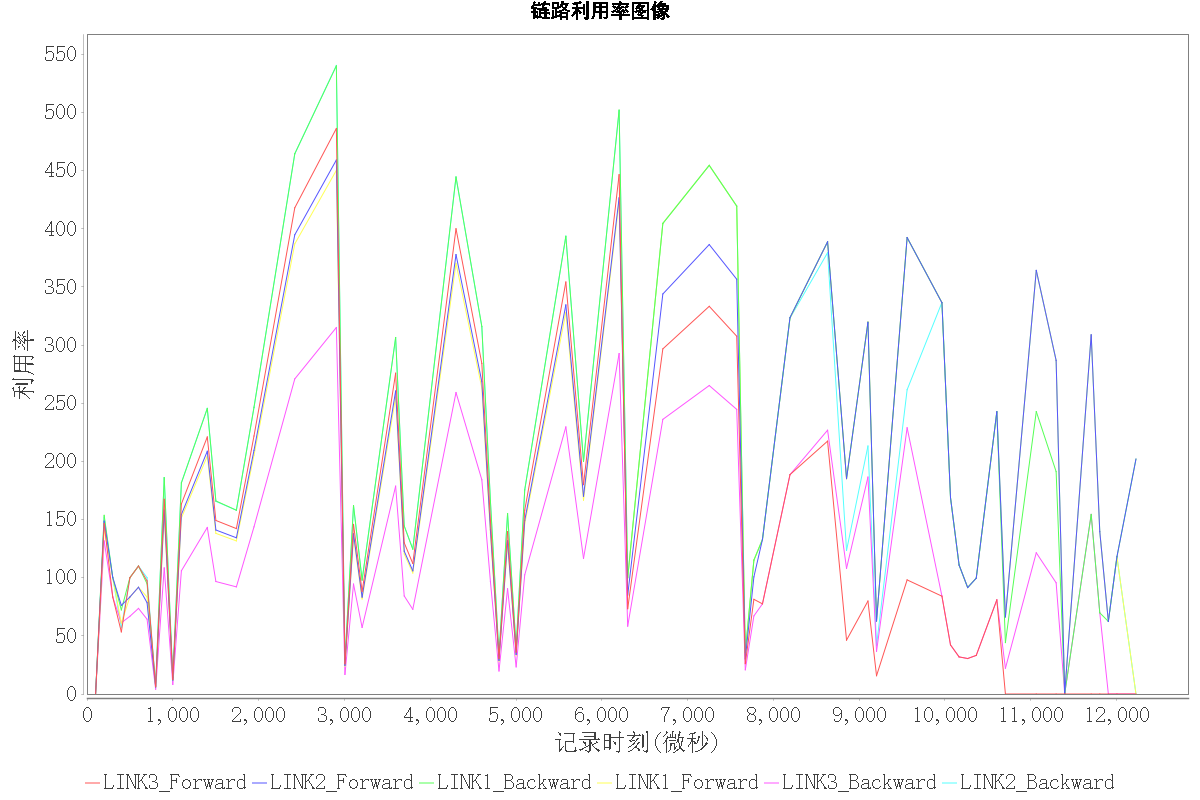 链路利用率图像
550
500
450
400
350
300
250
200
150
100
50
0
利用率
0 1,000 2,000 3,000 4,000 5,000 6,000 7,000 8,000 9,000 10,000 11,000 12,000
记录时刻(微秒)
LINK3_Forward LINK2_Forward LINK1_Backward LINK1_Forward LINK3_Backward LINK2_Backward